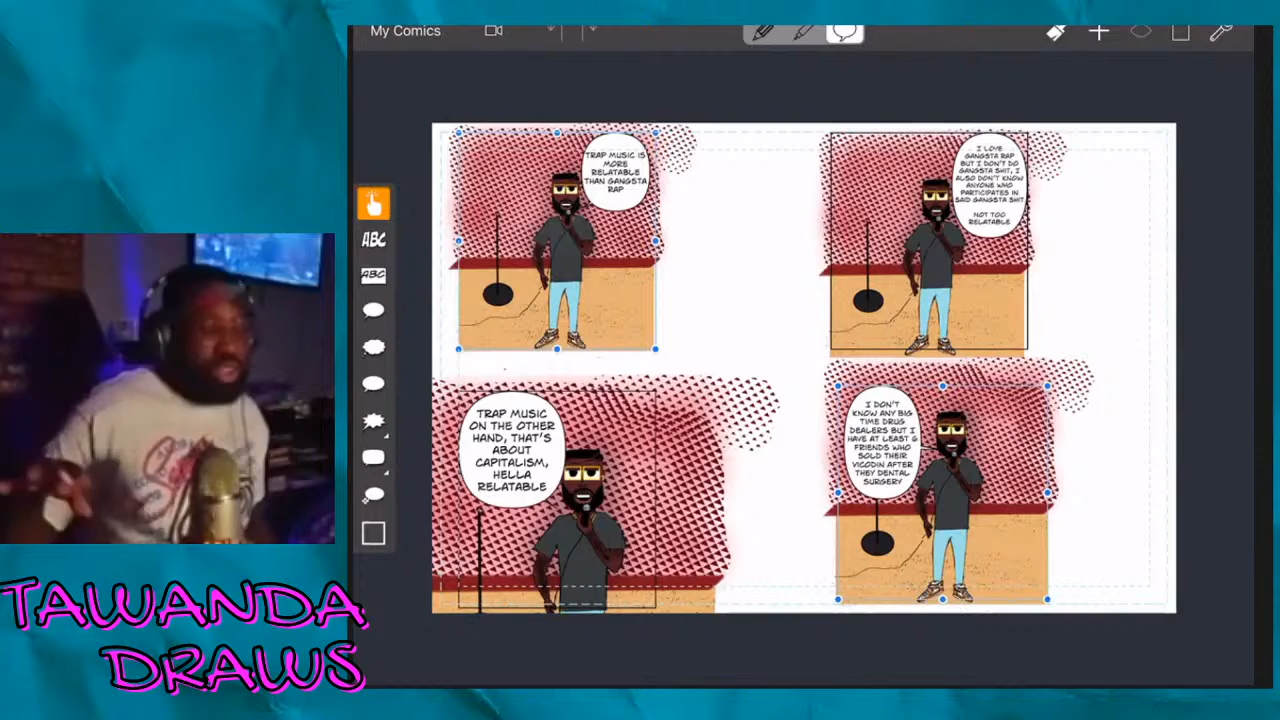 My Comics
ABC
ABC
TRAP MUSIC IS
MORE
RELATABLE
THAN GANGSTA
RAP
I LOVE
GANGSTA RAP
BUT I DON'T DO
GANGSTA SHIT, I
ALSO DON'T KNOW
ANYONE WHO
PARTICIPATES IN
SAID GANGSTA SHIT
NOT TOO
RELATABLE
TRAP MUSIC
ON THE OTHER
HAND, THAT'S
ABOUT
CAPITALISM,
HELLA
RELATABLE
I DON'T
KNOW ANY BIG
TIME DRUG
DEALERS BUT I
HAVE AT LEAST 6
FRIENDS WHO
SOLD THEIR
VICODIN AFTER
THEY DENTAL
SURGERY
TAWANDA
DRAWS